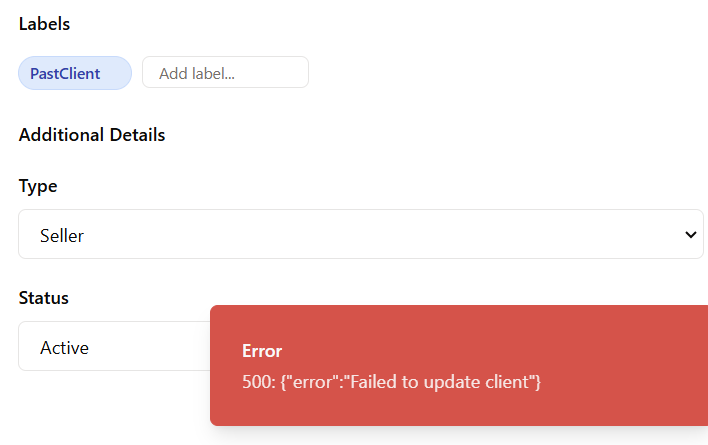 Labels
PastClient
Add label...
Additional Details
Type
Seller
Status
Active
Error
500: {"error":"Failed to update client"}